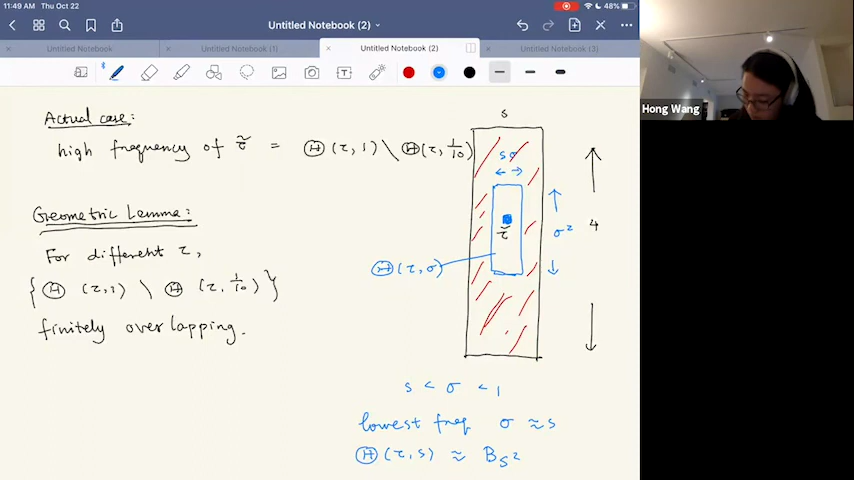 11:49 AM Thu Oct 22
48%
Untitled Notebook (2)
Untitled Notebook
Untitled Notebook (1)
Untitled Notebook (2)
Untitled Notebook (3)
Hong Wang
Actual case:
high frequency of τ̃ = Ⓗ(τ, 1) \ Ⓗ(τ, 1/10)
Geometric Lemma:
For different τ,
{Ⓗ (τ, 1) \ Ⓗ (τ, 1/10)}
finitely overlapping.
s
sσ
τ̃
σ²
4
Ⓗ(τ, σ)
s < σ < 1
lowest freq σ ≈ s
Ⓗ(τ, s) ≈ B_s²